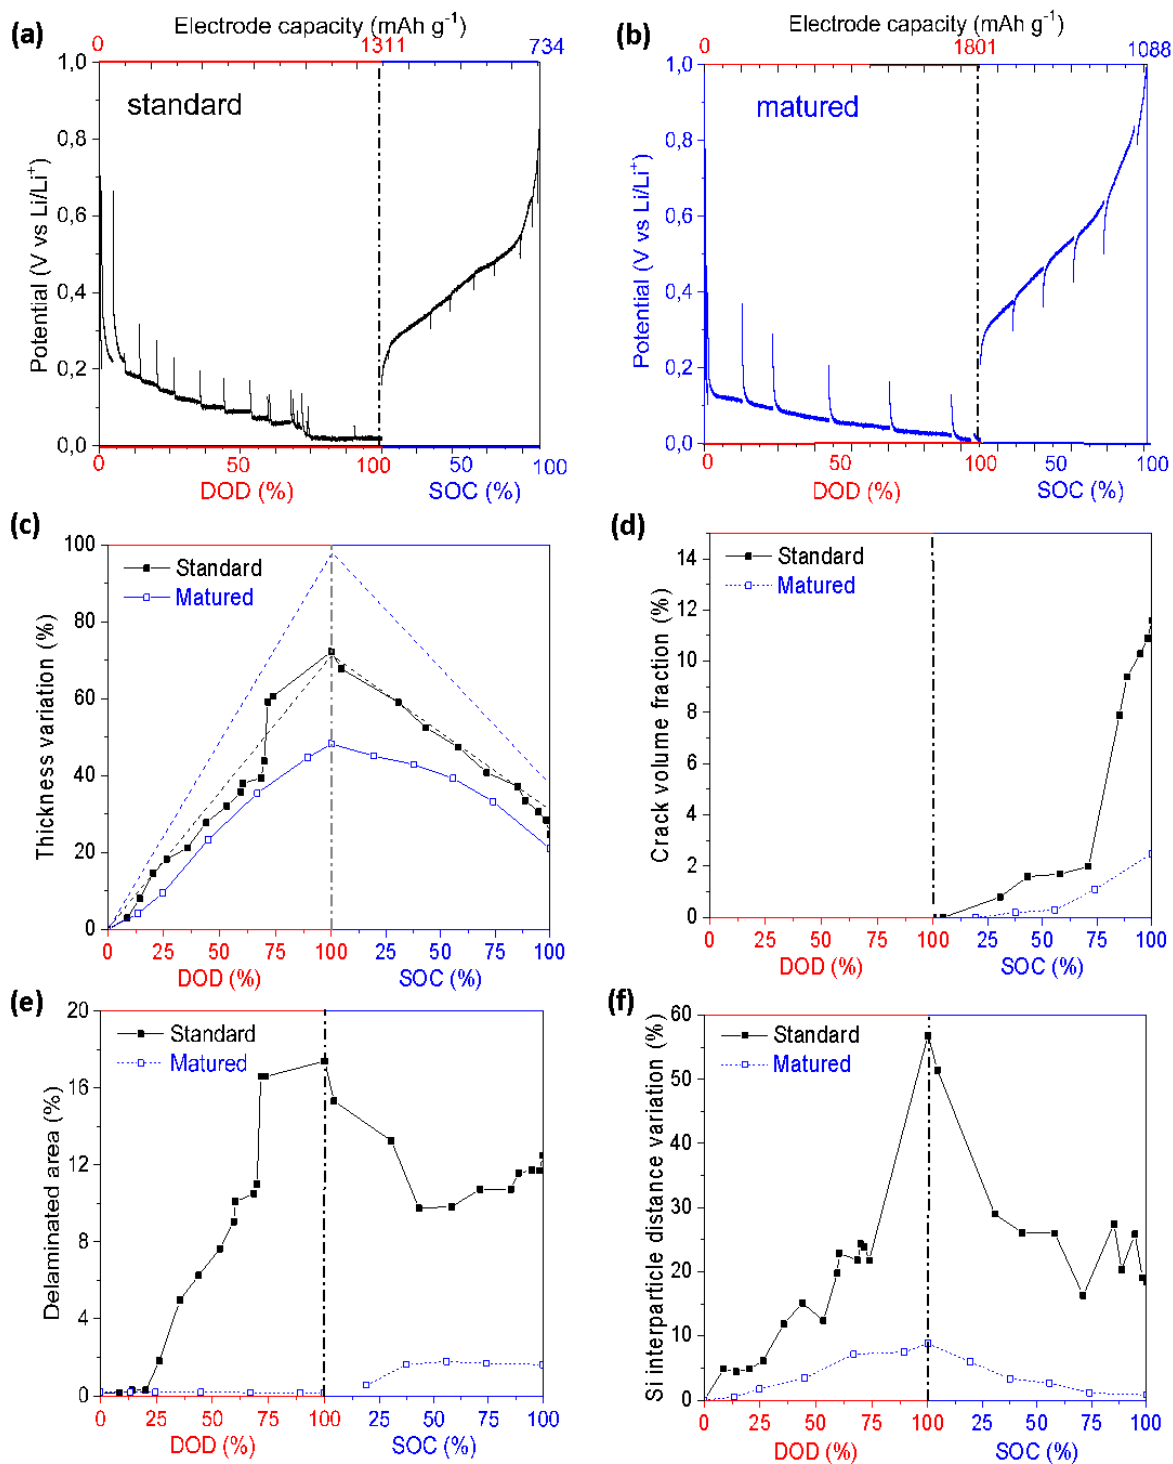 (a)
Electrode capacity (mAh g-1)
0 1311 734
1,0
0,8
0,6
0,4
0,2
0,0
Potential (V vs Li/Li+)
standard
0 50 100 50 100
DOD (%) SOC (%)
(b)
Electrode capacity (mAh g-1)
0 1801 1088
1,0
0,8
0,6
0,4
0,2
0,0
Potential (V vs Li/Li+)
matured
0 50 100 50 100
DOD (%) SOC (%)
(c)
100
80
60
40
20
0
Thickness variation (%)
Standard
Matured
0 25 50 75 100 25 50 75 100
DOD (%) SOC (%)
(d)
14
12
10
8
6
4
2
0
Crack volume fraction (%)
Standard
Matured
0 25 50 75 100 25 50 75 100
DOD (%) SOC (%)
(e)
20
16
12
8
4
0
Delaminated area (%)
Standard
Matured
0 25 50 75 100 25 50 75 100
DOD (%) SOC (%)
(f)
60
50
40
30
20
10
0
SI interparticle distance variation (%)
Standard
Matured
0 25 50 75 100 25 50 75 100
DOD (%) SOC (%)